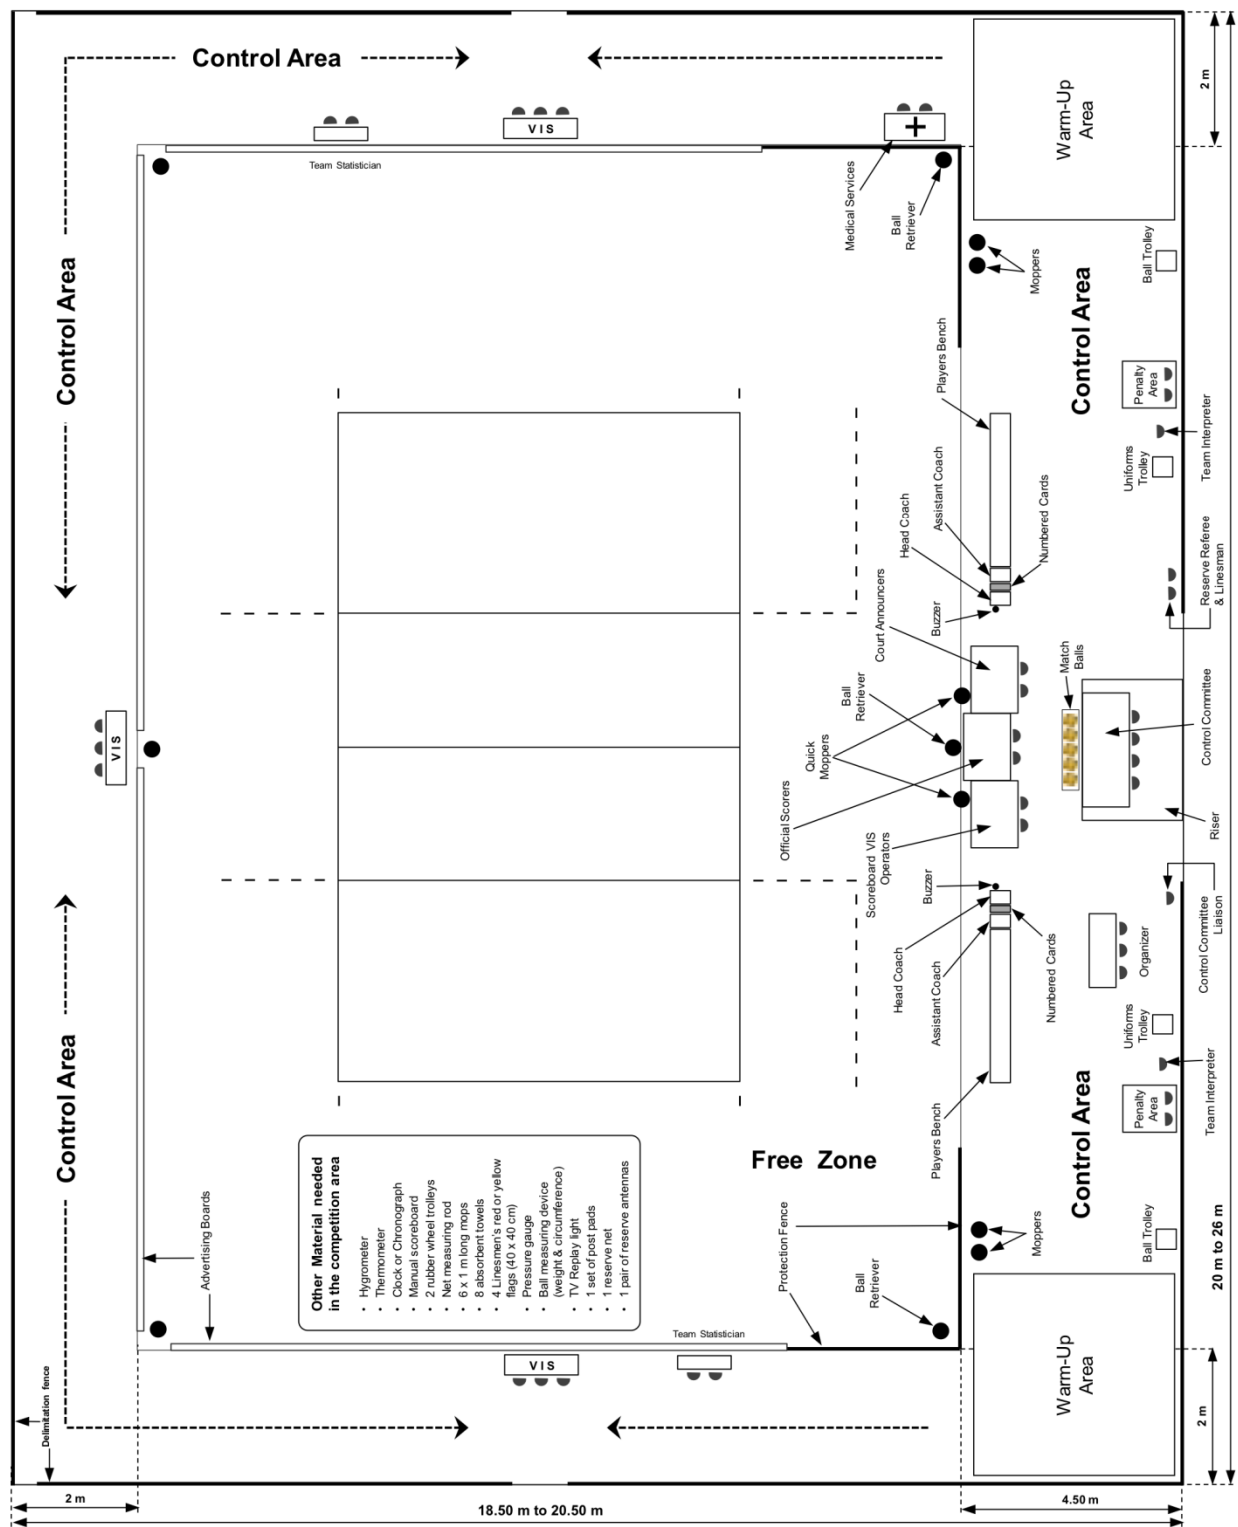 Control Area
2 m
Warm-Up
Area
VIS
Team Statistician
Medical Services
Ball
Retriever
Moppers
Ball Trolley
Control Area
Control Area
Players Bench
Penalty
Area
Team Interpreter
Uniforms
Trolley
Assistant Coach
Head Coach
Numbered Cards
Reserve Referee
& Linesman
Buzzer
Court Announcers
Match
Balls
Ball
Retriever
Control Committee
VIS
Quick
Moppers
Official Scorers
Riser
Scoreboard VIS
Operators
Buzzer
Control Committee
Liaison
Organizer
Head Coach
Assistant Coach
Numbered Cards
Uniforms
Trolley
Team Interpreter
Control Area
Control Area
Players Bench
Penalty
Area
Free Zone
Advertising Boards
Other Material needed
in the competition area
• Hygrometer
• Thermometer
• Clock or Chronograph
• Manual scoreboard
• 2 rubber wheel trolleys
• Net measuring rod
• 6 x 1 m long mops
• 8 absorbent towels
• 4 Linesmen's red or yellow
flags (40 x 40 cm)
• Pressure gauge
• Ball measuring device
(weight & circumference)
• TV Replay light
• 1 set of post pads
• 1 reserve net
• 1 pair of reserve antennas
Protection Fence
Moppers
Ball Trolley
20 m to 26 m
Ball
Retriever
Team Statistician
VIS
Warm-Up
Area
Delimitation fence
2 m
2 m
4.50 m
18.50 m to 20.50 m